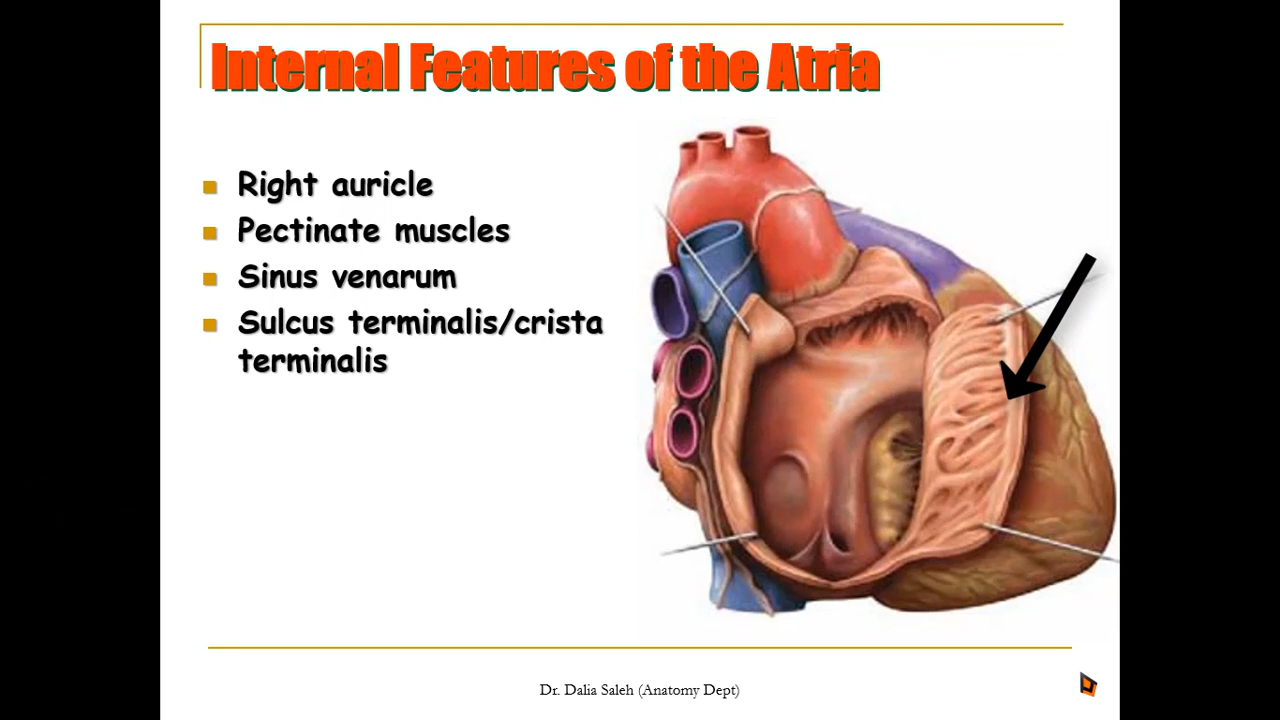 Internal Features of the Atria
Right auricle
Pectinate muscles
Sinus venarum
Sulcus terminalis/crista
terminalis
Dr. Dalia Saleh (Anatomy Dept)